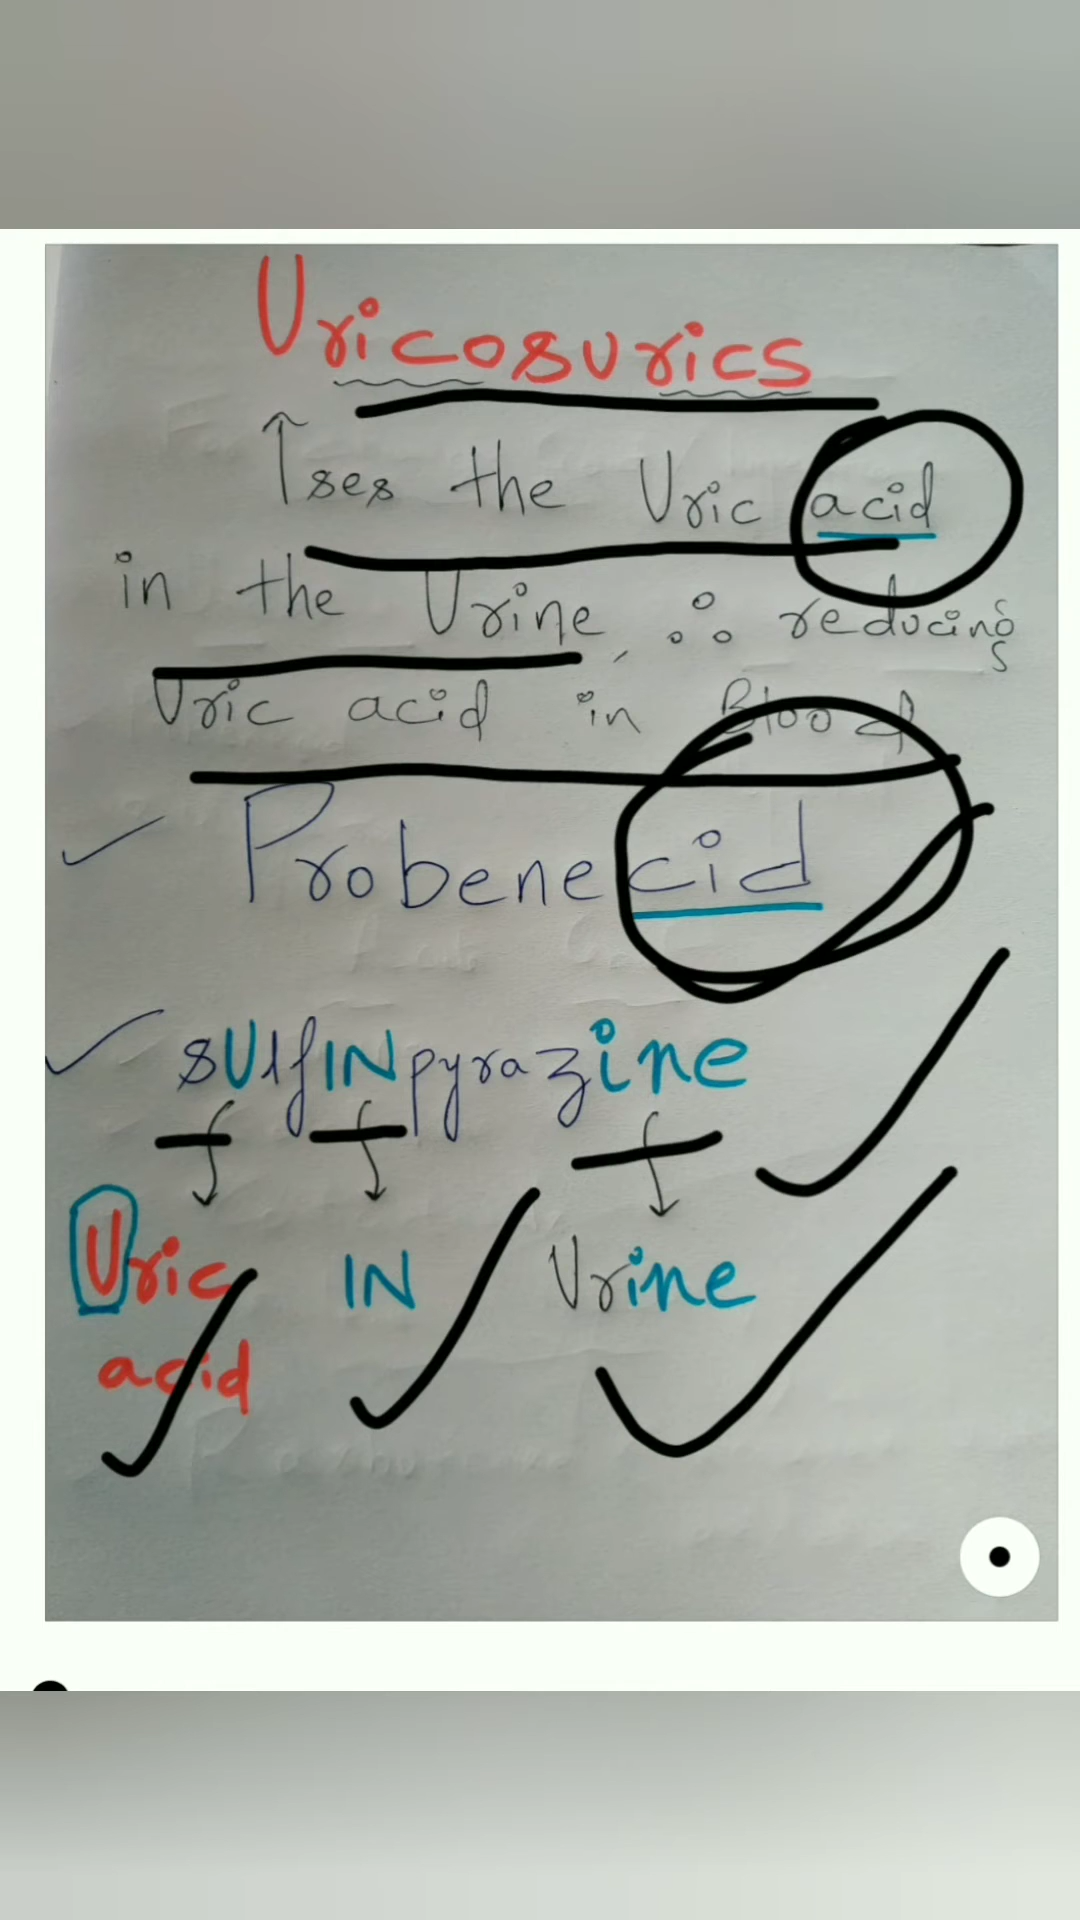 Uricosurics
↑ses the Uric acid
in the Urine, ∴ reducing
Uric acid in Blood
Probenecid
sUlfINpyrazine
Uric IN Urine
acid